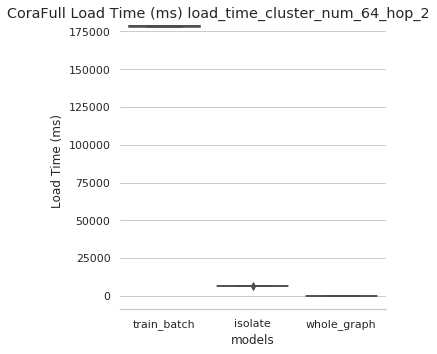 CoraFull Load Time (ms) load_time_cluster_num_64_hop_2
175000
150000
125000
100000
75000
50000
25000
0
Load Time (ms)
train_batch
isolate
whole_graph
models